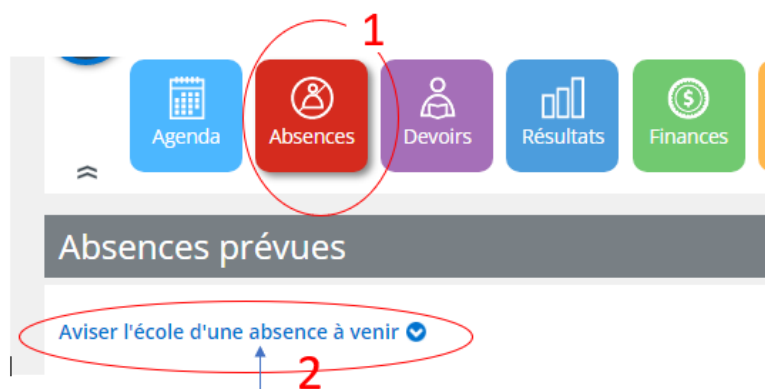 1
Agenda Absences Devoirs Résultats Finances
Absences prévues
Aviser l'école d'une absence à venir
2